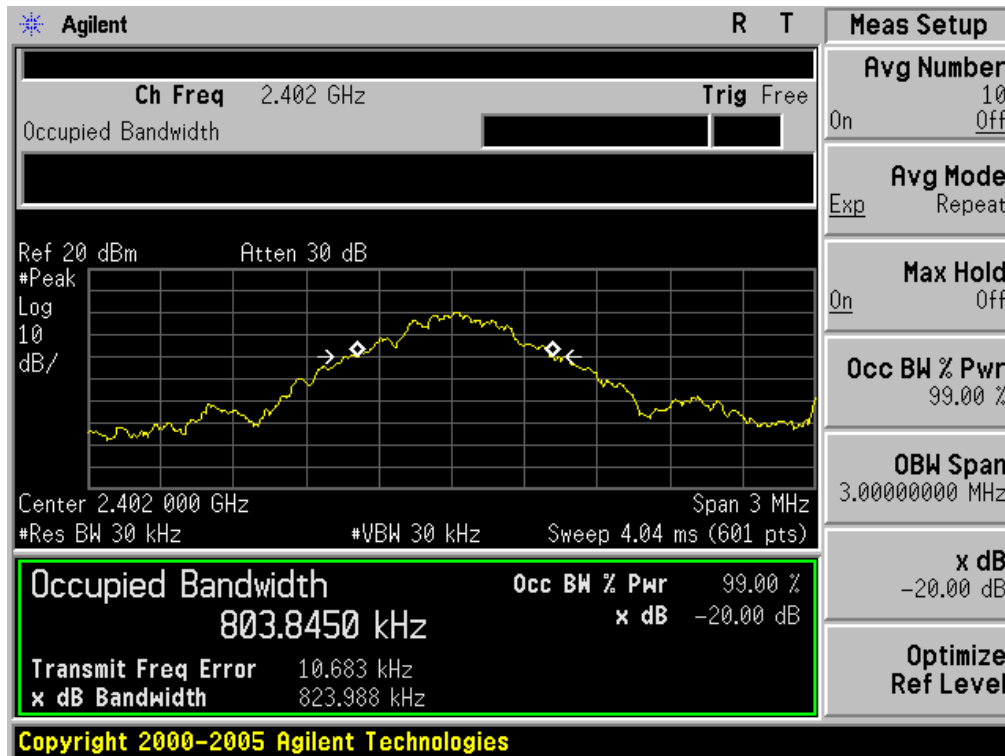 Agilent R T
Ch Freq 2.402 GHz Trig Free
Occupied Bandwidth
Ref 20 dBm Atten 30 dB
#Peak
Log
10
dB/
Center 2.402 000 GHz Span 3 MHz
#Res BW 30 kHz #VBW 30 kHz Sweep 4.04 ms (601 pts)
Occupied Bandwidth Occ BW % Pwr 99.00 %
803.8450 kHz x dB -20.00 dB
Transmit Freq Error 10.683 kHz
x dB Bandwidth 823.988 kHz
Copyright 2000-2005 Agilent Technologies
Meas Setup
Avg Number
10
On Off
Avg Mode
Exp Repeat
Max Hold
On Off
Occ BW % Pwr
99.00 %
OBW Span
3.00000000 MHz
x dB
-20.00 dB
Optimize
Ref Level